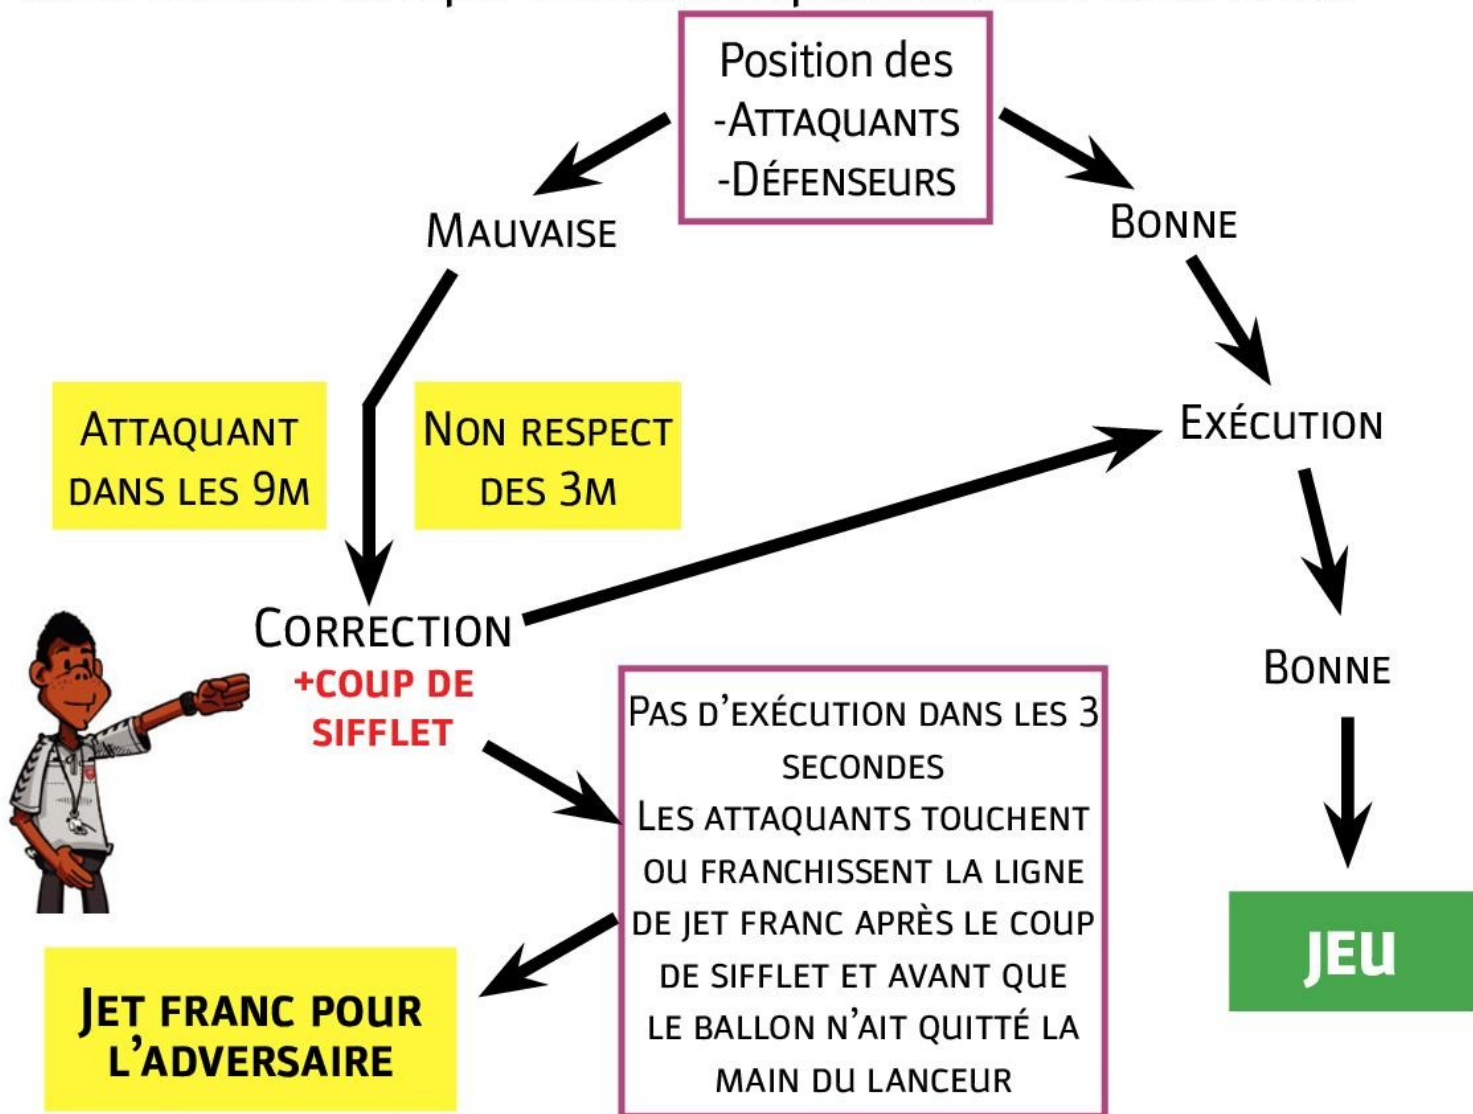 Position des
-ATTAQUANTS
-DÉFENSEURS
MAUVAISE
BONNE
ATTAQUANT
DANS LES 9M
NON RESPECT
DES 3M
EXÉCUTION
CORRECTION
+COUP DE
SIFFLET
BONNE
PAS D'EXÉCUTION DANS LES 3
SECONDES
LES ATTAQUANTS TOUCHENT
OU FRANCHISSENT LA LIGNE
DE JET FRANC APRÈS LE COUP
DE SIFFLET ET AVANT QUE
LE BALLON N'AIT QUITTÉ LA
MAIN DU LANCEUR
JET FRANC POUR
L'ADVERSAIRE
JEU